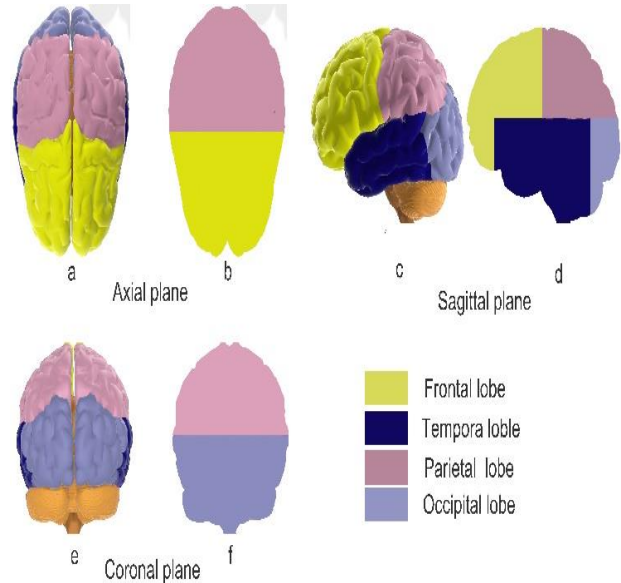 a b
Axial plane
c d
Sagittal plane
e f
Coronal plane
Frontal lobe
Tempora loble
Parietal lobe
Occipital lobe